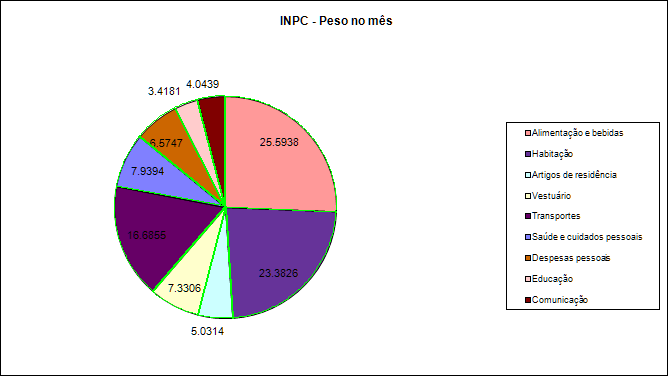 INPC - Peso no mês
4.0439
3.4181
25.5938
6.5747
7.9394
16.6855
23.3826
7.3306
5.0314
Alimentação e bebidas
Habitação
Artigos de residência
Vestuário
Transportes
Saúde e cuidados pessoais
Despesas pessoais
Educação
Comunicação